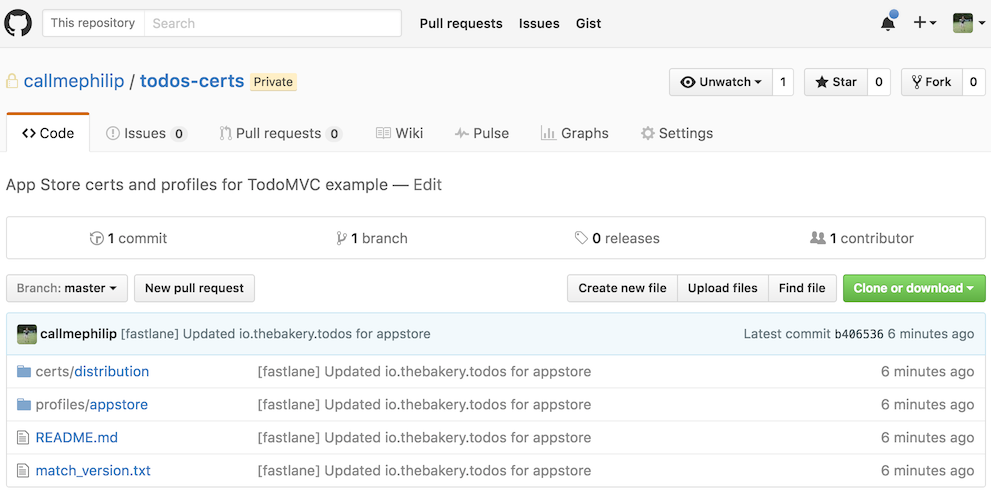 This repository Search Pull requests Issues Gist
callmephilip / todos-certs Private Unwatch 1 Star 0 Fork 0
Code Issues 0 Pull requests 0 Wiki Pulse Graphs Settings
App Store certs and profiles for TodoMVC example — Edit
1 commit 1 branch 0 releases 1 contributor
Branch: master New pull request Create new file Upload files Find file Clone or download
callmephilip [fastlane] Updated io.thebakery.todos for appstore Latest commit b406536 6 minutes ago
certs/distribution [fastlane] Updated io.thebakery.todos for appstore 6 minutes ago
profiles/appstore [fastlane] Updated io.thebakery.todos for appstore 6 minutes ago
README.md [fastlane] Updated io.thebakery.todos for appstore 6 minutes ago
match_version.txt [fastlane] Updated io.thebakery.todos for appstore 6 minutes ago